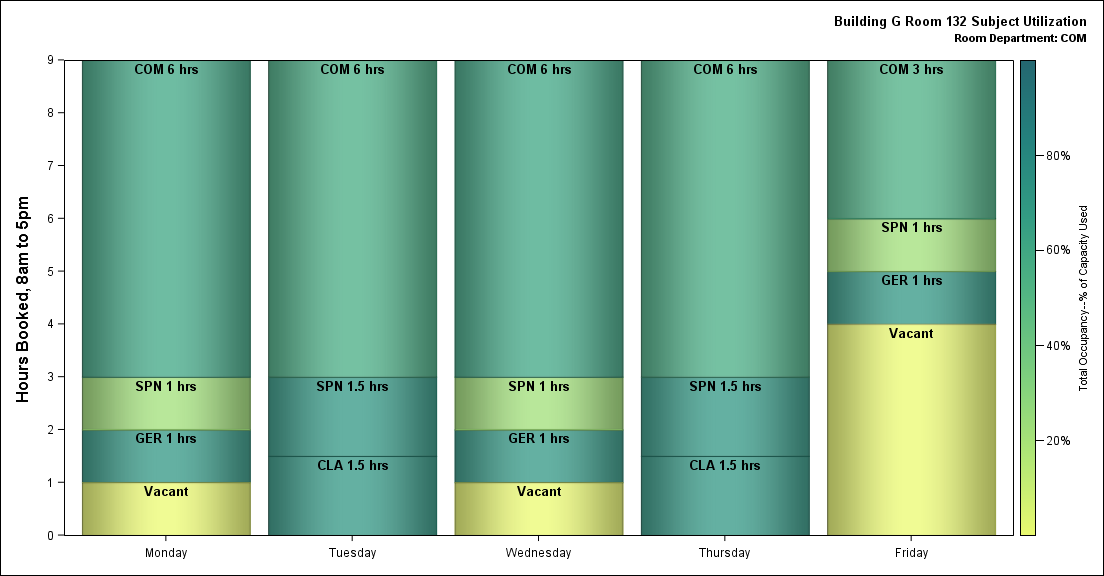 Building G Room 132 Subject Utilization
Room Department: COM
Hours Booked, 8am to 5pm
9
8
7
6
5
4
3
2
1
0
COM 6 hrs
SPN 1 hrs
GER 1 hrs
Vacant
COM 6 hrs
SPN 1.5 hrs
CLA 1.5 hrs
COM 6 hrs
SPN 1 hrs
GER 1 hrs
Vacant
COM 6 hrs
SPN 1.5 hrs
CLA 1.5 hrs
COM 3 hrs
SPN 1 hrs
GER 1 hrs
Vacant
Monday
Tuesday
Wednesday
Thursday
Friday
80%
60%
40%
20%
Total Occupancy--% of Capacity Used